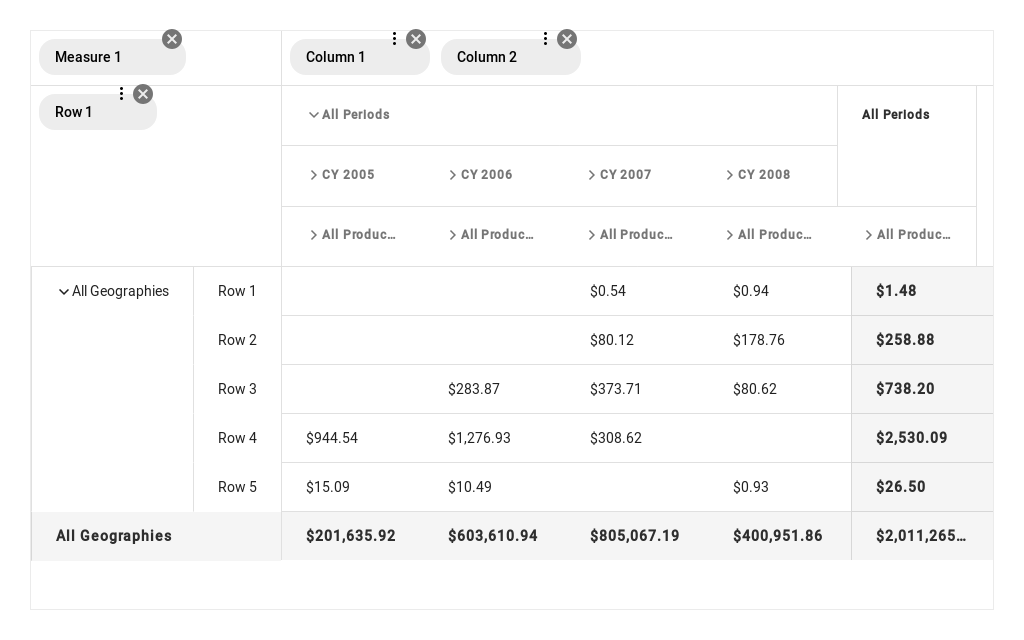 Measure 1 Column 1 Column 2
Row 1
All Periods All Periods
CY 2005 CY 2006 CY 2007 CY 2008
All Produc... All Produc... All Produc... All Produc... All Produc...
All Geographies Row 1 $0.54 $0.94 $1.48
Row 2 $80.12 $178.76 $258.88
Row 3 $283.87 $373.71 $80.62 $738.20
Row 4 $944.54 $1,276.93 $308.62 $2,530.09
Row 5 $15.09 $10.49 $0.93 $26.50
All Geographies $201,635.92 $603,610.94 $805,067.19 $400,951.86 $2,011,265...